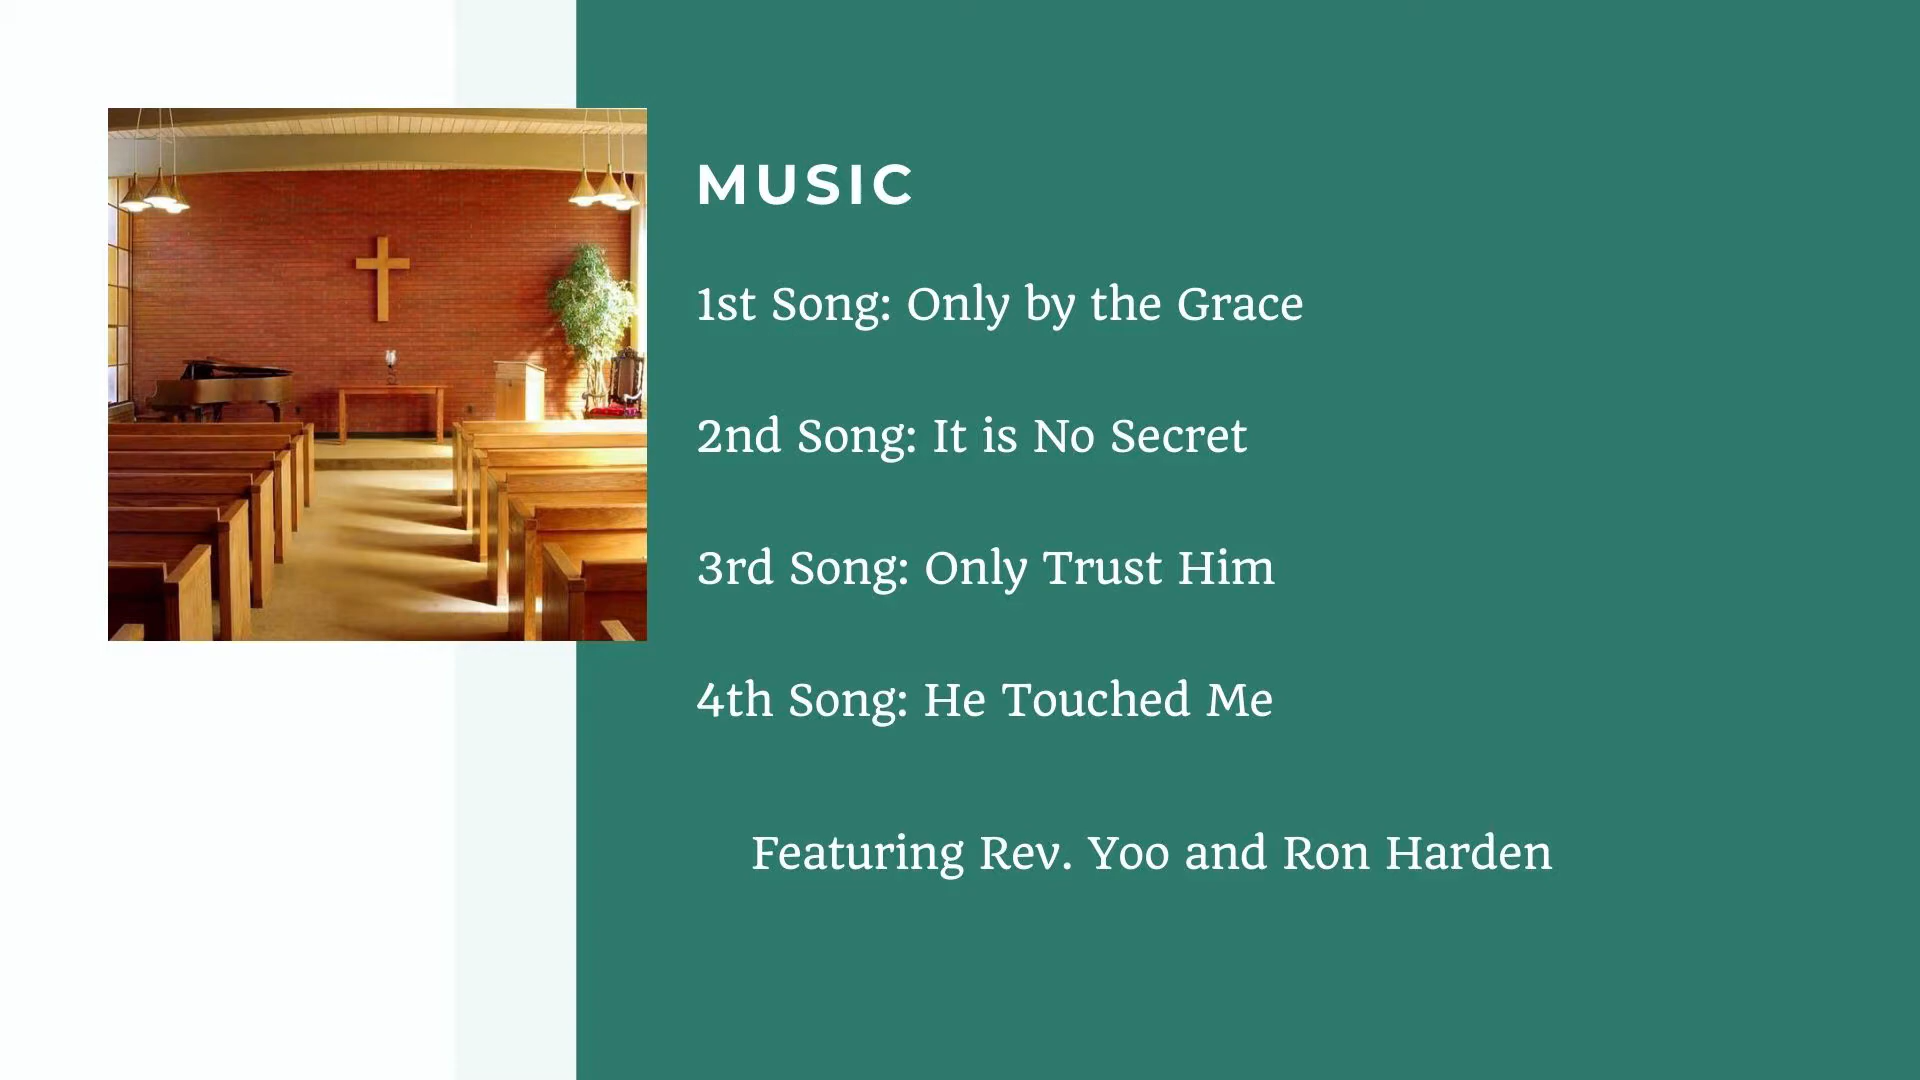 MUSIC
1st Song: Only by the Grace
2nd Song: It is No Secret
3rd Song: Only Trust Him
4th Song: He Touched Me
Featuring Rev. Yoo and Ron Harden